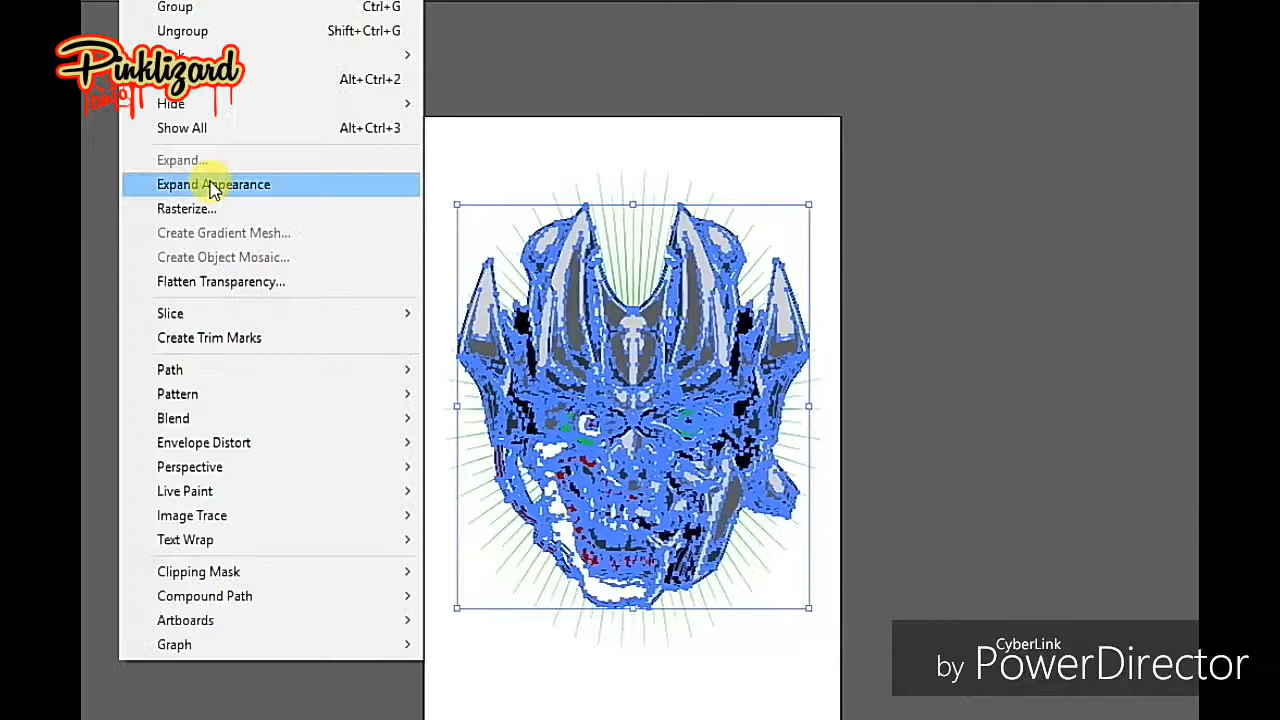 Group Ctrl+G
Ungroup Shift+Ctrl+G
Pinklizard
Alt+Ctrl+2
Hide
Show All Alt+Ctrl+3
Expand...
Expand Appearance
Rasterize...
Create Gradient Mesh...
Create Object Mosaic...
Flatten Transparency...
Slice
Create Trim Marks
Path
Pattern
Blend
Envelope Distort
Perspective
Live Paint
Image Trace
Text Wrap
Clipping Mask
Compound Path
Artboards
Graph
CyberLink
by PowerDirector